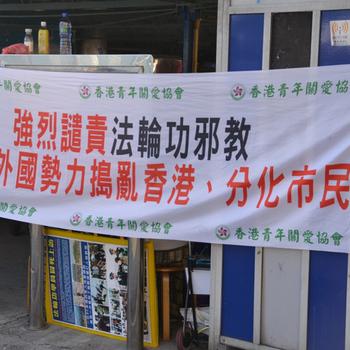 香港青年關愛協會
香港青年關愛協會
強烈譴責法輪功邪教
外國勢力搗亂香港、分化市民
年關愛協會
香港青年關愛協會
香港青年關愛協會